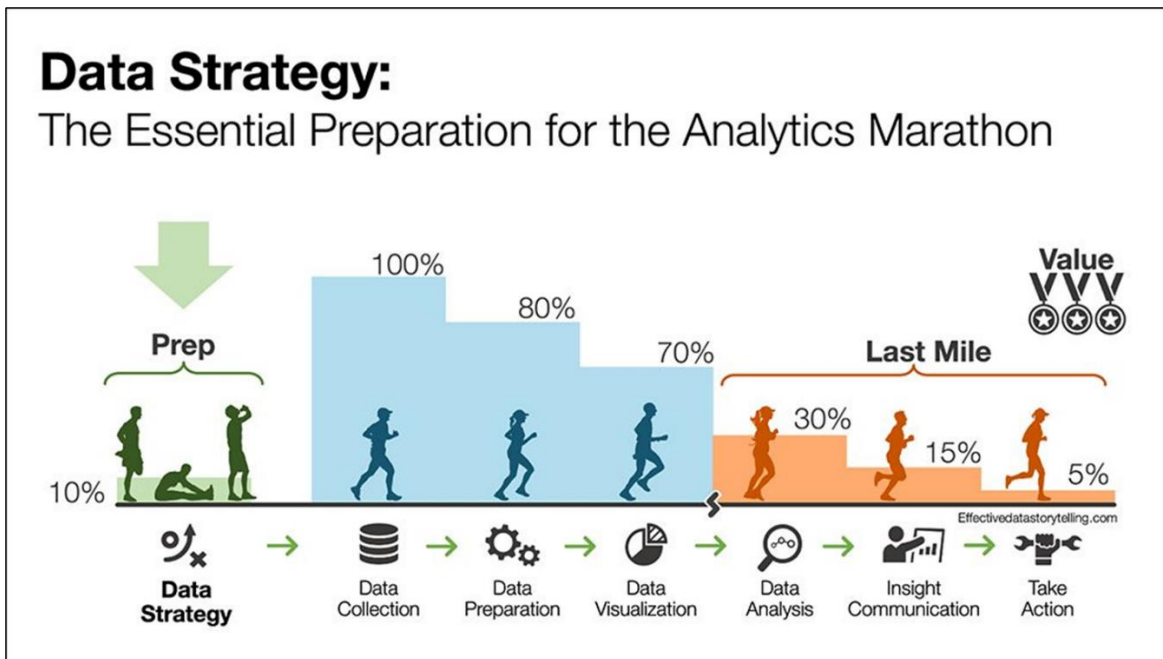 Data Strategy:
The Essential Preparation for the Analytics Marathon
Value
100%
80%
Prep
70%
Last Mile
30%
15%
10%
5%
Effectivedatastorytelling.com
Data
Strategy
Data
Collection
Data
Preparation
Data
Visualization
Data
Analysis
Insight
Communication
Take
Action